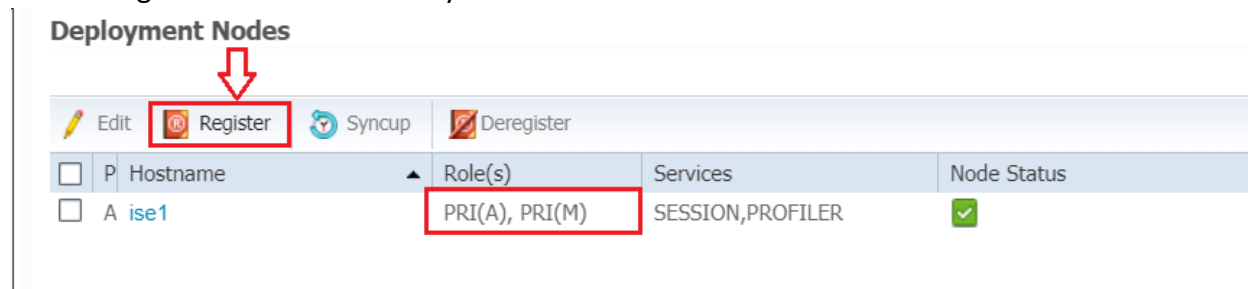 Deployment Nodes
Edit Register Syncup Deregister
P Hostname Role(s) Services Node Status
A ise1 PRI(A), PRI(M) SESSION,PROFILER